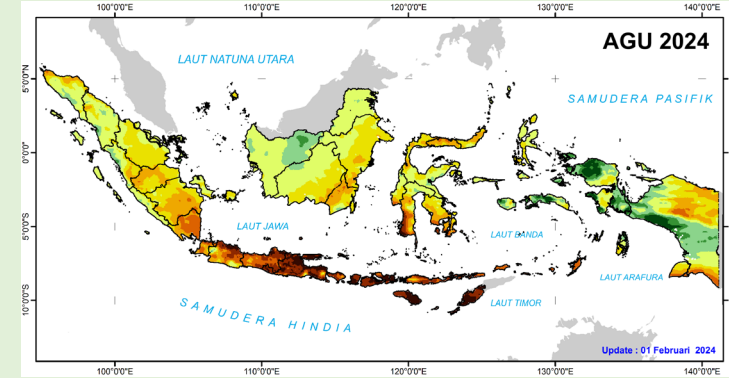 100°0'0"E 110°0'0"E 120°0'0"E 130°0'0"E 140°0'0"E
AGU 2024
LAUT NATUNA UTARA
5°0'0"N
SAMUDERA PASIFIK
0°0'0"
LAUT JAWA
LAUT BANDA
5°0'0"S
LAUT ARAFURA
SAMUDERA HINDIA
LAUT TIMOR
10°0'0"S
Update : 01 Februari 2024
100°0'0"E 110°0'0"E 120°0'0"E 130°0'0"E 140°0'0"E